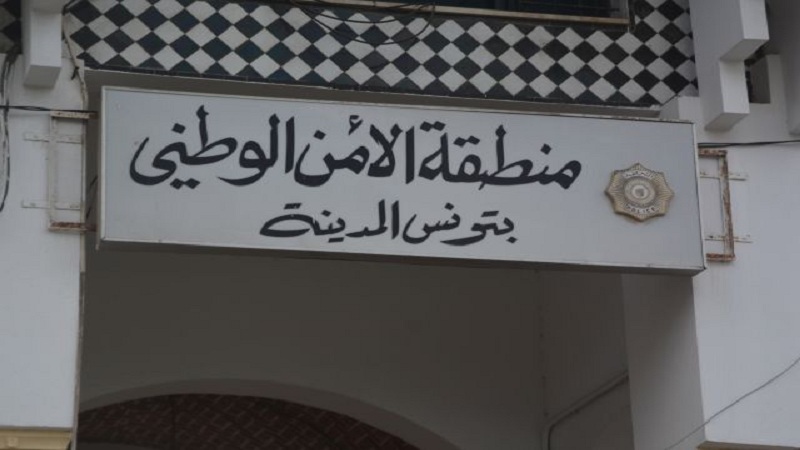 منطقة الأمن الوطني
بتونس المدينة